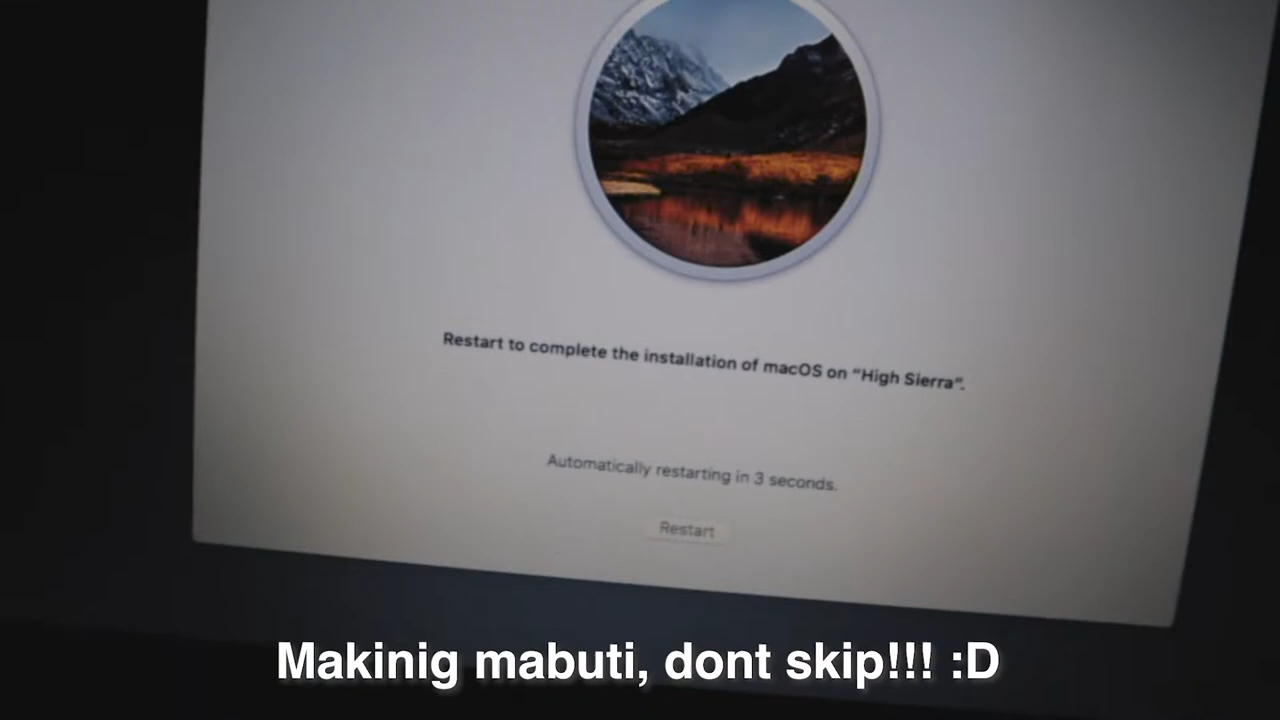 Restart to complete the installation of macOS on “High Sierra”.
Automatically restarting in 3 seconds.
Restart
Makinig mabuti, dont skip!!! :D